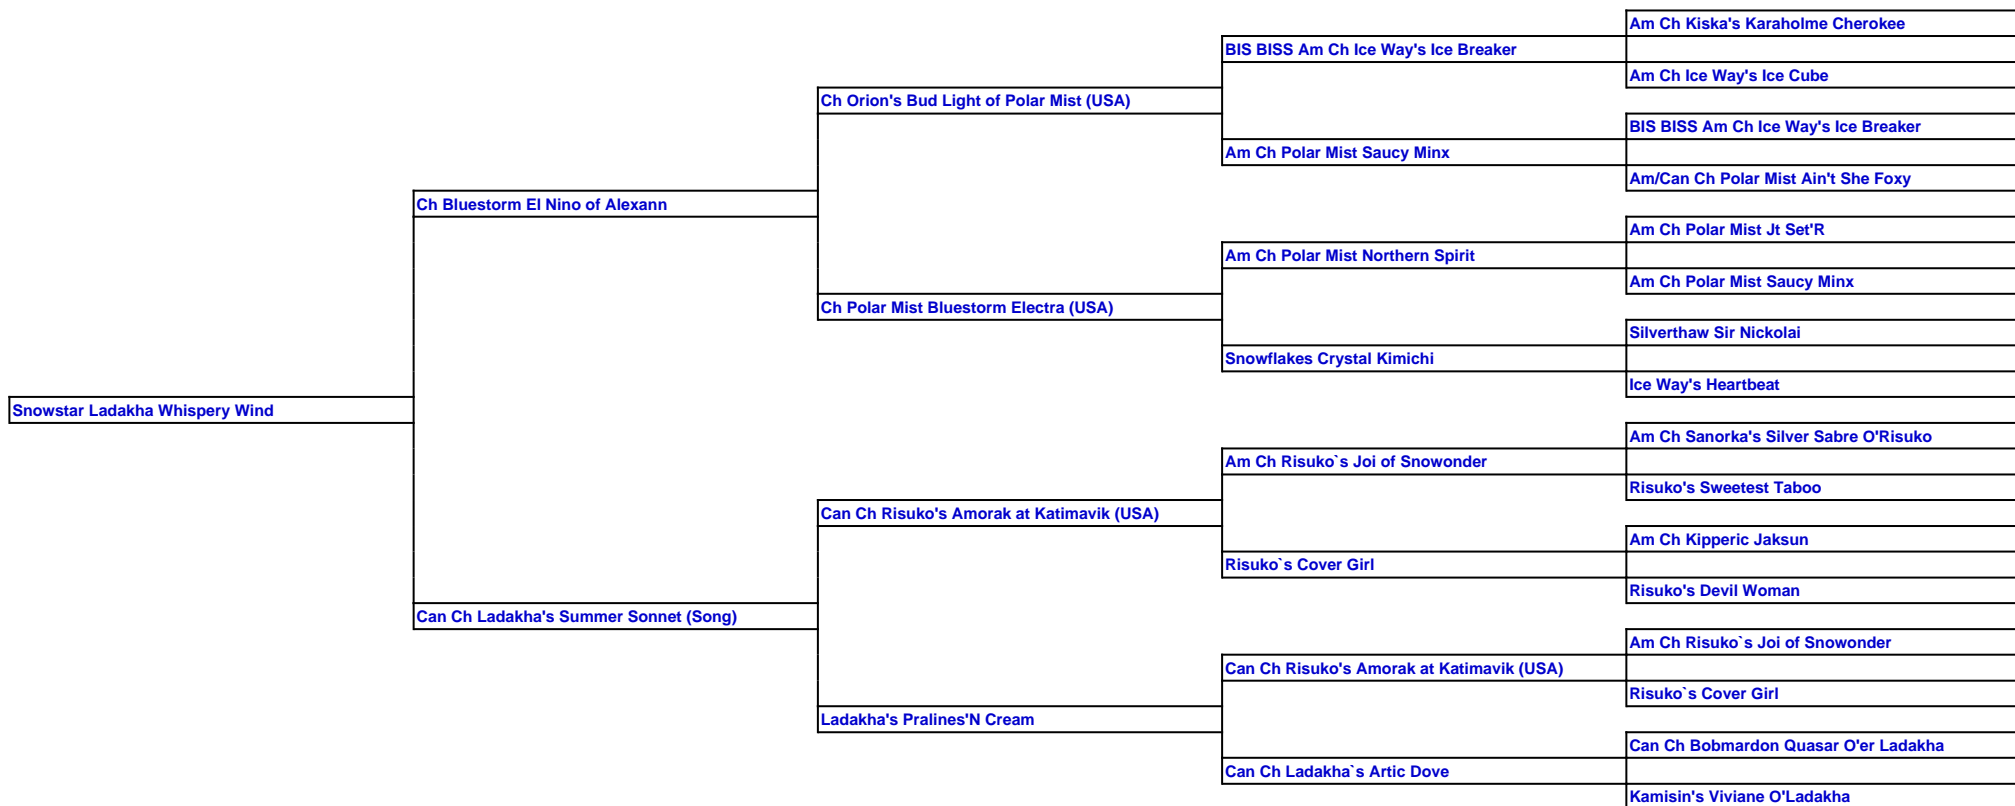 Am Ch Kiska's Karaholme Cherokee
BIS BISS Am Ch Ice Way's Ice Breaker
Am Ch Ice Way's Ice Cube
Ch Orion's Bud Light of Polar Mist (USA)
BIS BISS Am Ch Ice Way's Ice Breaker
Am Ch Polar Mist Saucy Minx
Am/Can Ch Polar Mist Ain't She Foxy
Ch Bluestorm El Nino of Alexann
Am Ch Polar Mist Jt Set'R
Am Ch Polar Mist Northern Spirit
Am Ch Polar Mist Saucy Minx
Ch Polar Mist Bluestorm Electra (USA)
Silverthaw Sir Nickolai
Snowflakes Crystal Kimichi
Ice Way's Heartbeat
Snowstar Ladakha Whispery Wind
Am Ch Sanorka's Silver Sabre O'Risuko
Am Ch Risuko`s Joi of Snowonder
Risuko's Sweetest Taboo
Can Ch Risuko's Amorak at Katimavik (USA)
Am Ch Kipperic Jaksun
Risuko`s Cover Girl
Risuko's Devil Woman
Can Ch Ladakha's Summer Sonnet (Song)
Am Ch Risuko`s Joi of Snowonder
Can Ch Risuko's Amorak at Katimavik (USA)
Risuko`s Cover Girl
Ladakha's Pralines'N Cream
Can Ch Bobmardon Quasar O'er Ladakha
Can Ch Ladakha`s Artic Dove
Kamisin's Viviane O'Ladakha